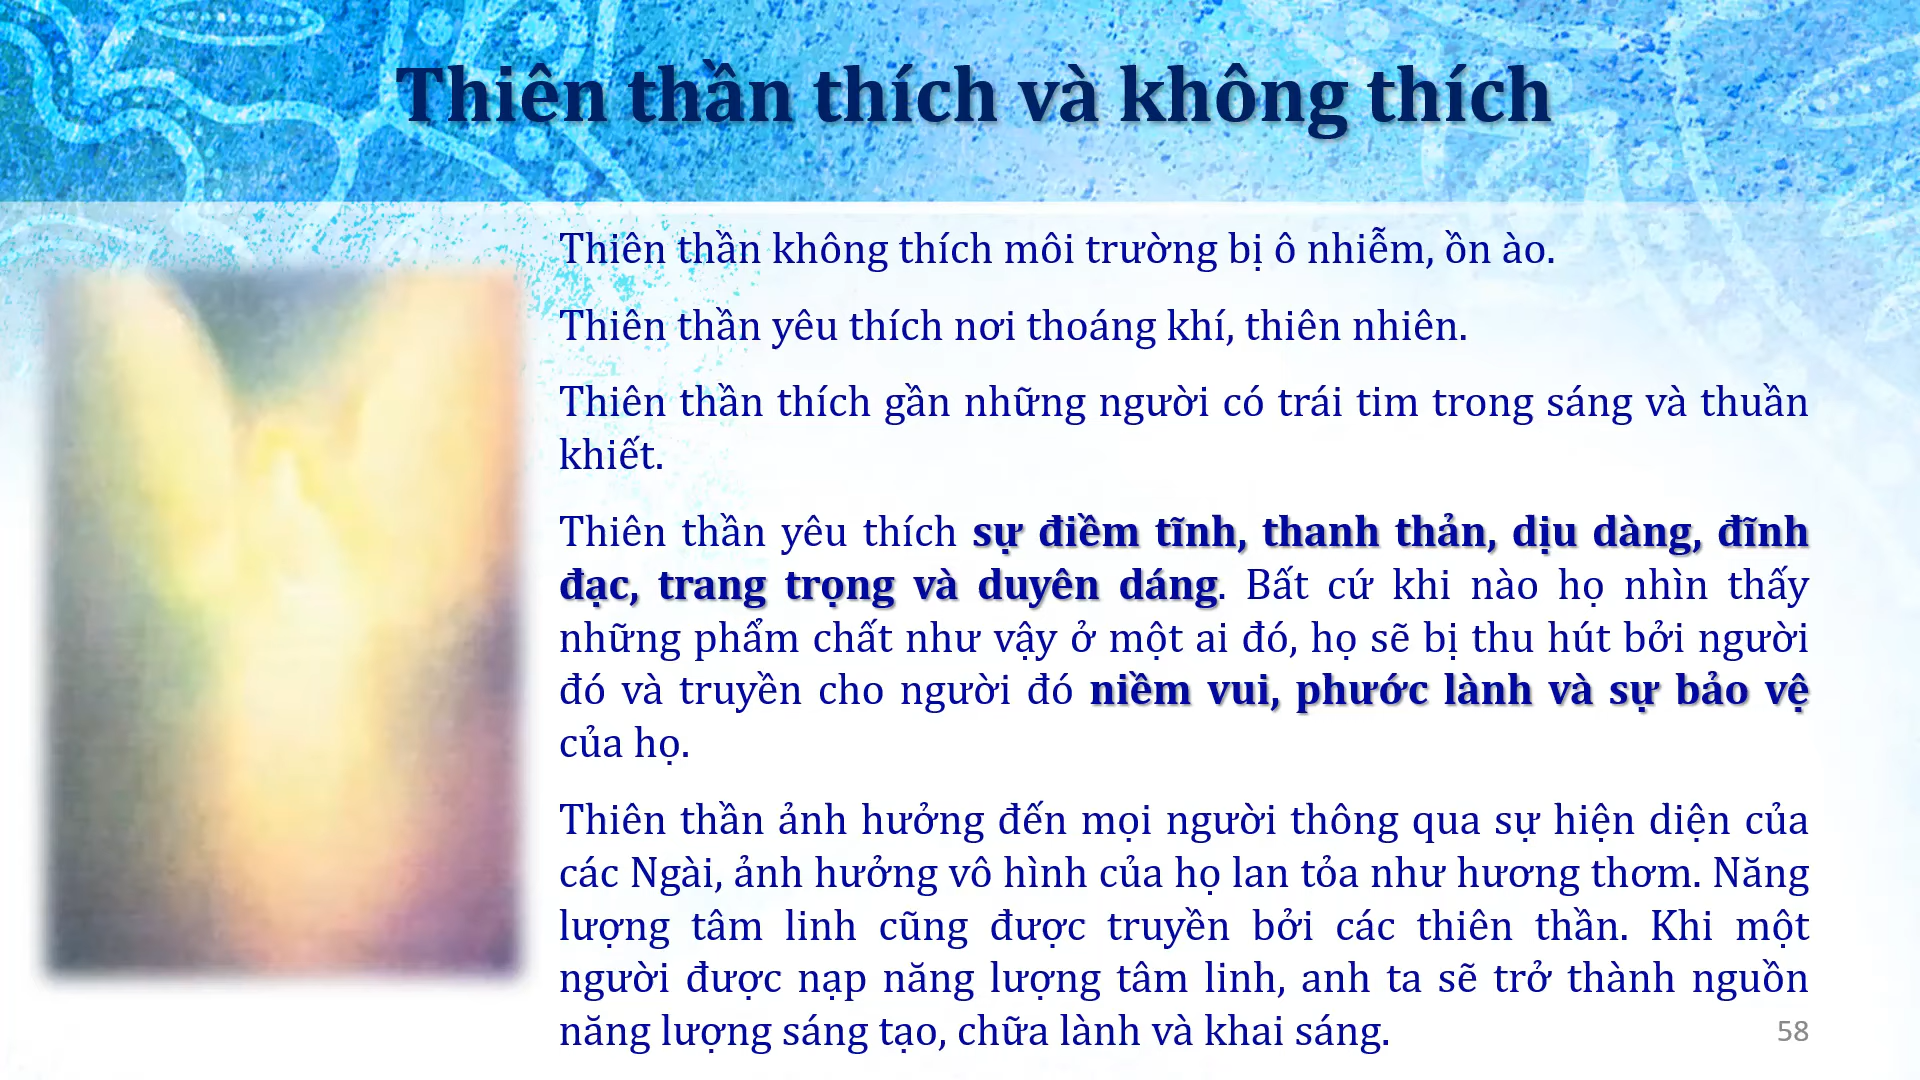 Thiên thần thích và không thích
Thiên thần không thích môi trường bị ô nhiễm, ồn ào.
Thiên thần yêu thích nơi thoáng khí, thiên nhiên.
Thiên thần thích gần những người có trái tim trong sáng và thuần
khiết.
Thiên thần yêu thích sự điềm tĩnh, thanh thản, dịu dàng, đĩnh
đạc, trang trọng và duyên dáng. Bất cứ khi nào họ nhìn thấy
những phẩm chất như vậy ở một ai đó, họ sẽ bị thu hút bởi người
đó và truyền cho người đó niềm vui, phước lành và sự bảo vệ
của họ.
Thiên thần ảnh hưởng đến mọi người thông qua sự hiện diện của
các Ngài, ảnh hưởng vô hình của họ lan tỏa như hương thơm. Năng
lượng tâm linh cũng được truyền bởi các thiên thần. Khi một
người được nạp năng lượng tâm linh, anh ta sẽ trở thành nguồn
năng lượng sáng tạo, chữa lành và khai sáng.
58